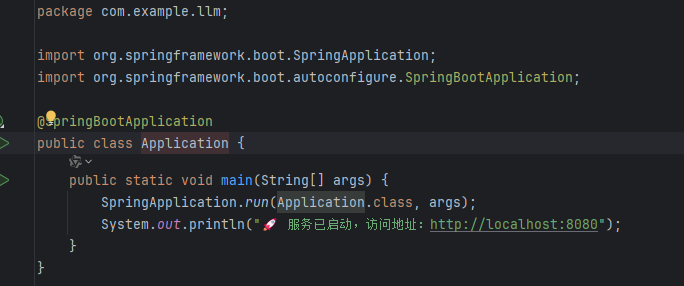 package com.example.llm;
import org.springframework.boot.SpringApplication;
import org.springframework.boot.autoconfigure.SpringBootApplication;
@SpringBootApplication
public class Application {
public static void main(String[] args) {
SpringApplication.run(Application.class, args);
System.out.println("🚀 服务已启动，访问地址：http://localhost:8080");
}
}